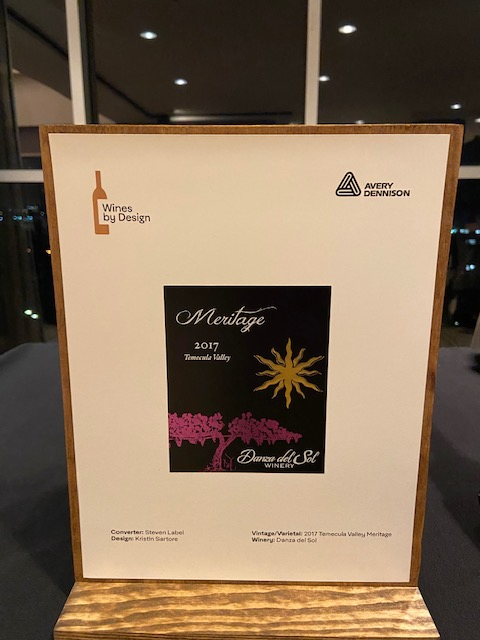 Wines
by Design
AVERY
DENNISON
Meritage
2017
Temecula Valley
Danza del Sol
WINERY
Converter: Steven Label
Design: Kristin Sartore
Vintage/Varietal: 2017 Temecula Valley Meritage
Winery: Danza del Sol